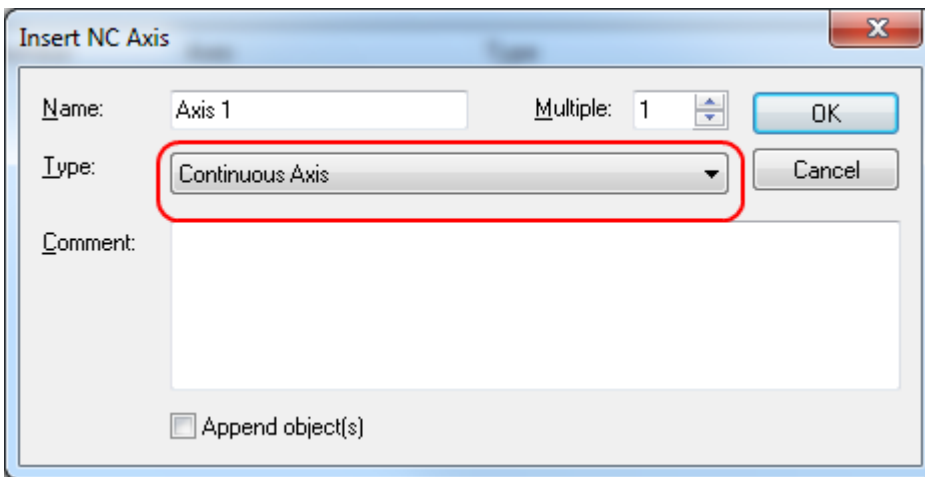 Insert NC Axis
Name: Axis 1 Multiple: 1 OK
Type: Continuous Axis Cancel
Comment:
Append object(s)